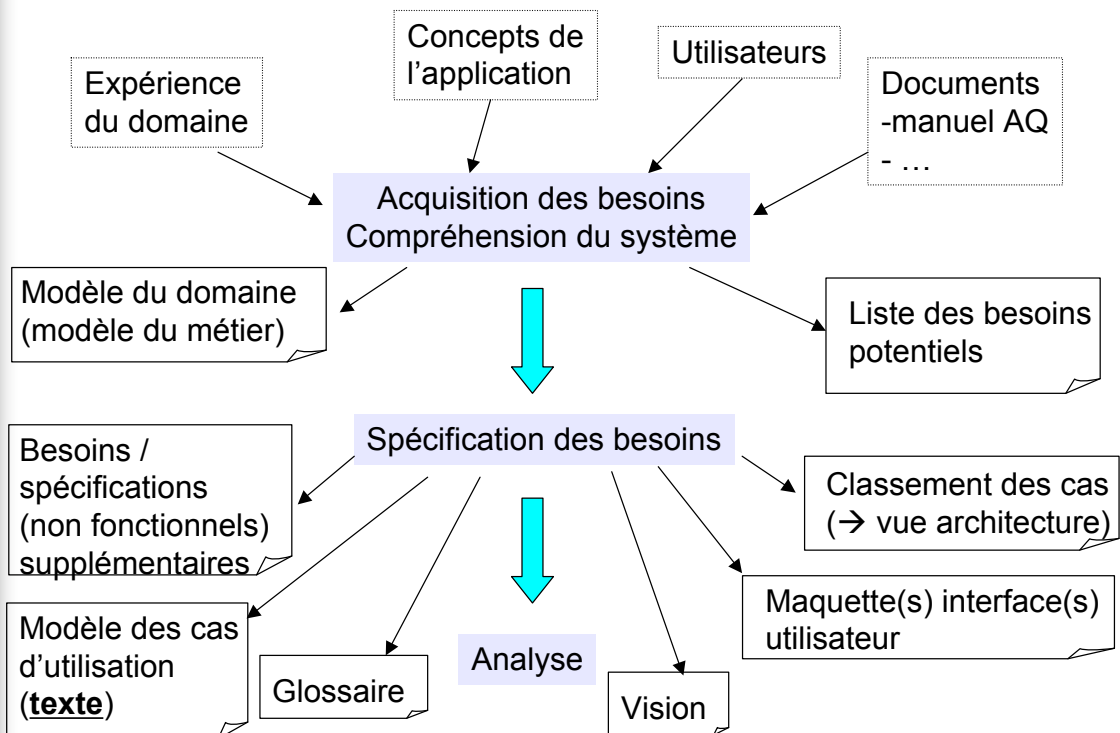 Concepts de
l'application
Utilisateurs
Expérience
du domaine
Documents
-manuel AQ
- …
Acquisition des besoins
Compréhension du système
Modèle du domaine
(modèle du métier)
Liste des besoins
potentiels
Spécification des besoins
Besoins /
spécifications
(non fonctionnels)
supplémentaires
Classement des cas
(→ vue architecture)
Modèle des cas
d'utilisation
(texte)
Glossaire
Analyse
Vision
Maquette(s) interface(s)
utilisateur